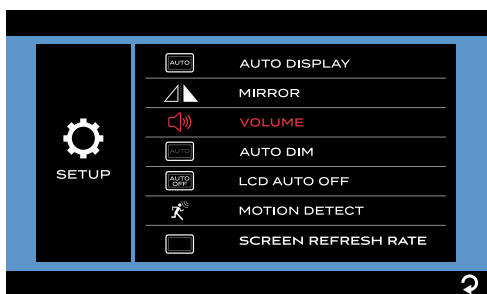 AUTO AUTO DISPLAY
MIRROR
VOLUME
AUTO AUTO DIM
SETUP
AUTO OFF LCD AUTO OFF
MOTION DETECT
SCREEN REFRESH RATE